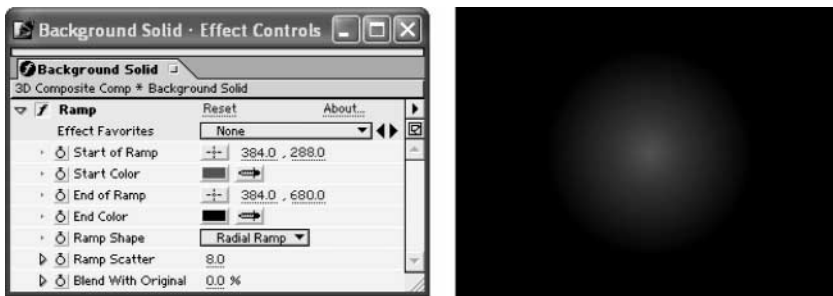 Background Solid · Effect Controls
Background Solid
3D Composite Comp * Background Solid
Ramp Reset About...
Effect Favorites None
Start of Ramp 384.0 , 288.0
Start Color
End of Ramp 384.0 , 680.0
End Color
Ramp Shape Radial Ramp
Ramp Scatter 8.0
Blend With Original 0.0 %